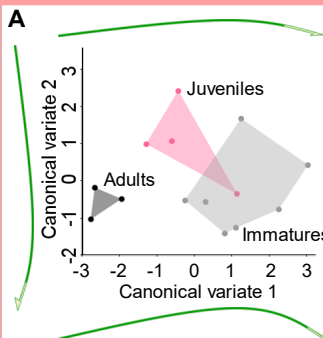 A
Canonical variate 2
3
2
1
0
-1
-2
Juveniles
Adults
Immatures
-3 -2 -1 0 1 2 3
Canonical variate 1